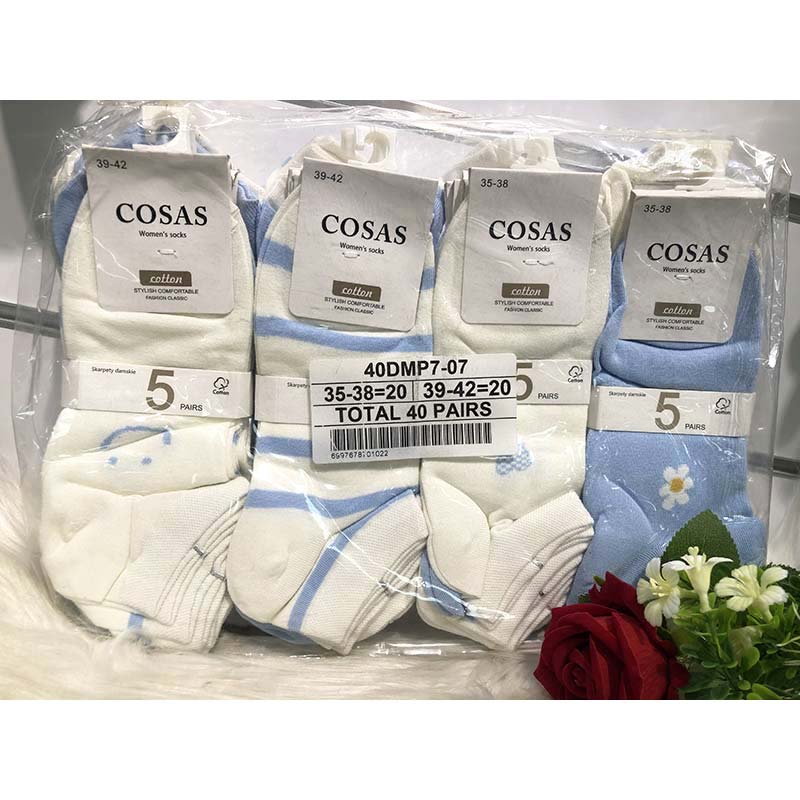 39-42
COSAS
Women's socks
cotton
STYLISH COMFORTABLE
FASHION CLASSIC
Skarpety damskie
5
PAIRS
Cotton
39-42
COSAS
Women's socks
cotton
STYLISH COMFORTABLE
FASHION CLASSIC
Skarpety
35-38
COSAS
Women's socks
cotton
STYLISH COMFORTABLE
FASHION CLASSIC
5
PAIRS
Cotton
35-38
COSAS
Women's socks
cotton
STYLISH COMFORTABLE
FASHION CLASSIC
Skarpety damskie
5
PAIRS
Cotton
40DMP7-07
35-38=20 39-42=20
TOTAL 40 PAIRS
6997678701022